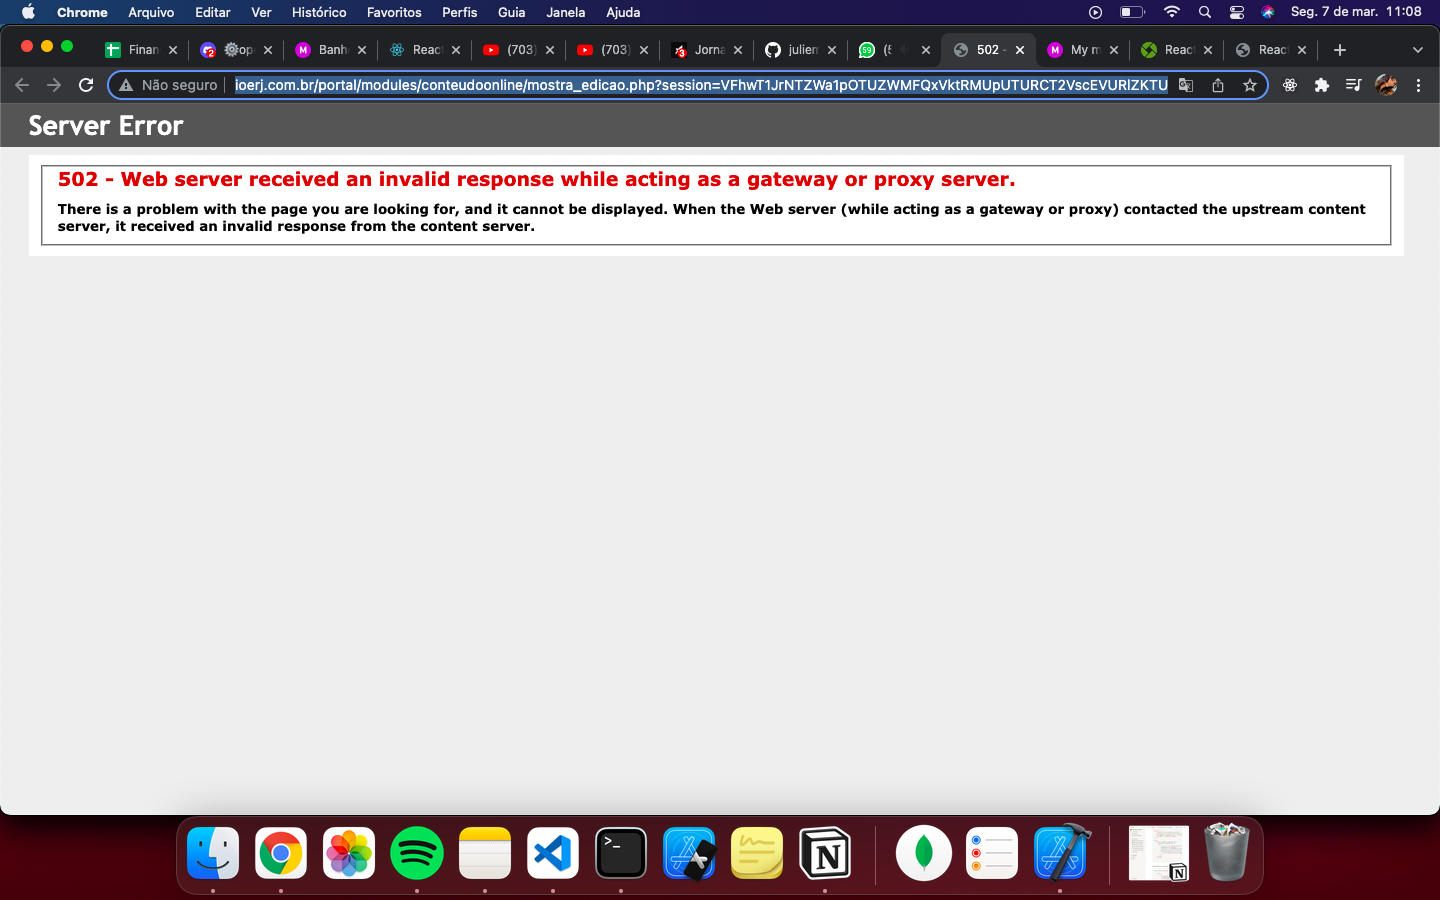 Chrome Arquivo Editar Ver Histórico Favoritos Perfis Guia Janela Ajuda Seg. 7 de mar. 11:08
Finan ope Banh React (703) (703) Jorna 59 502 - My m React React
Não seguro ioerj.com.br/portal/modules/conteudoonline/mostra_edicao.php?session=VFhwT1JrNTZWa1pOTUZWMFQxVktRMUpUTURCT2VscEVURlZKTU
Server Error
502 - Web server received an invalid response while acting as a gateway or proxy server.
There is a problem with the page you are looking for, and it cannot be displayed. When the Web server (while acting as a gateway or proxy) contacted the upstream content
server, it received an invalid response from the content server.